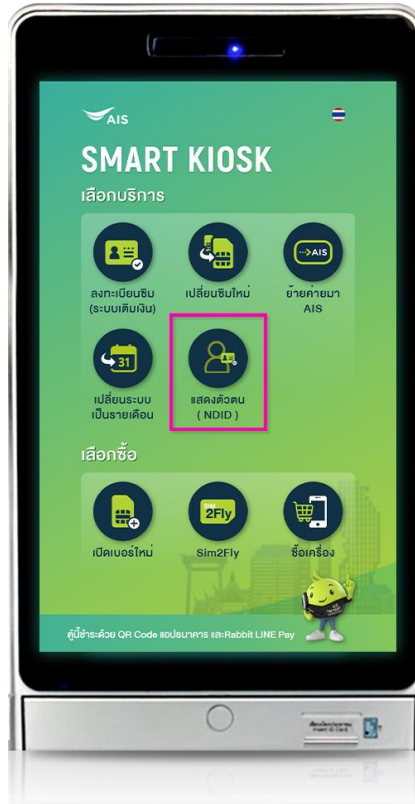 AIS
SMART KIOSK
เลือกบริการ
ลงทะเบียนซิม
(ระบบเติมเงิน)
เปลี่ยนซิมใหม่
-->AIS
ย้ายค่ายมา
AIS
31
เปลี่ยนระบบ
เป็นรายเดือน
แสดงตัวตน
( NDID )
เลือกซื้อ
เปิดเบอร์ใหม่
2Fly
Sim2Fly
ซื้อเครื่อง
ตู้นี้ชำระด้วย QR Code แอปธนาคาร และRabbit LINE Pay